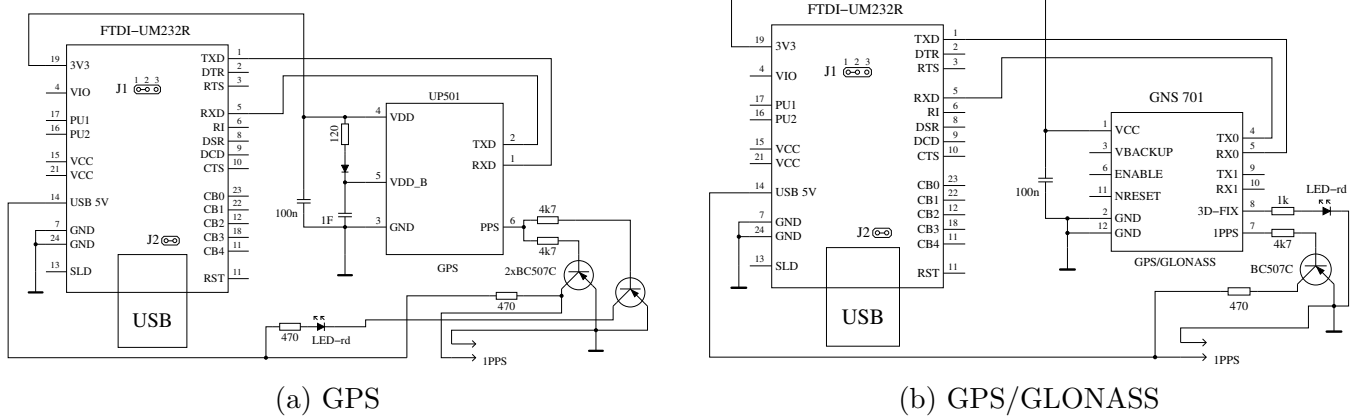 FTDI−UM232R
19 3V3
4 VIO
17 PU1
16 PU2
15 VCC
21 VCC
14 USB 5V
7 GND
24 GND
13 SLD
J1 1 2 3
J2
TXD 1
DTR 2
RTS 3
RXD 5
RI 6
DSR 8
DCD 9
CTS 10
CB0 23
CB1 22
CB2 12
CB3 18
CB4 11
RST 11
USB
100n
120
1F
UP501
4 VDD
5 VDD_B
3 GND
TXD 2
RXD 1
PPS 6
GPS
4k7
4k7
2xBC507C
470
470
LED−rd
1PPS
(a) GPS
FTDI−UM232R
19 3V3
4 VIO
17 PU1
16 PU2
15 VCC
21 VCC
14 USB 5V
7 GND
24 GND
13 SLD
J1 1 2 3
J2
TXD 1
DTR 2
RTS 3
RXD 5
RI 6
DSR 8
DCD 9
CTS 10
CB0 23
CB1 22
CB2 12
CB3 18
CB4 11
RST 11
USB
100n
GNS 701
1 VCC
3 VBACKUP
6 ENABLE
11 NRESET
2 GND
12 GND
TX0 4
RX0 5
TX1 9
RX1 10
3D−FIX 8
1PPS 7
GPS/GLONASS
1k
LED−rd
4k7
BC507C
470
1PPS
(b) GPS/GLONASS